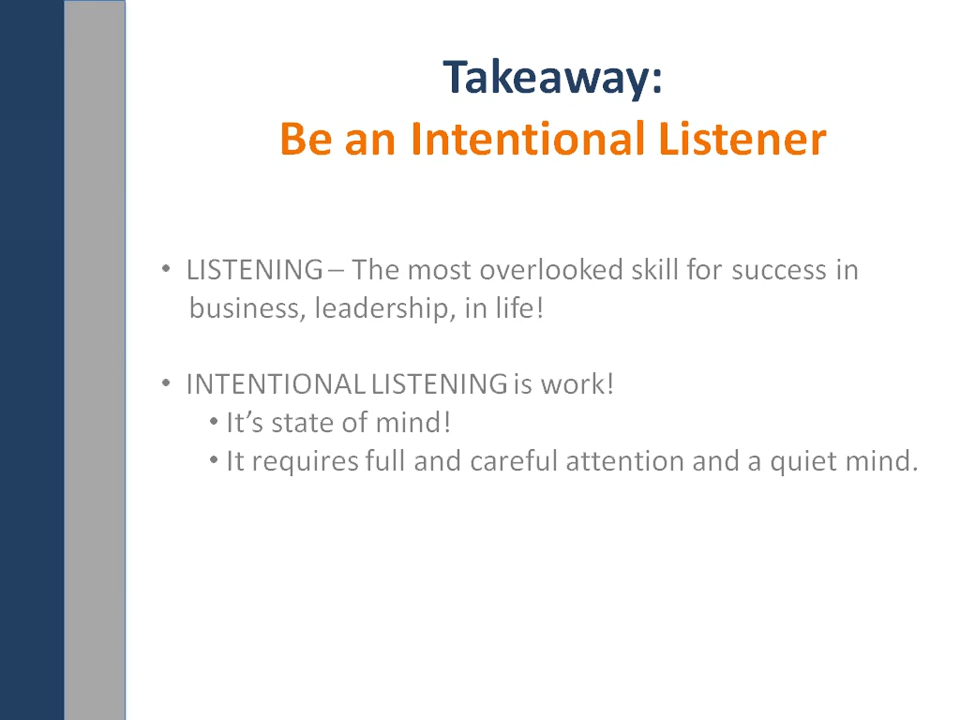 Takeaway:
Be an Intentional Listener
• LISTENING – The most overlooked skill for success in
business, leadership, in life!
• INTENTIONAL LISTENING is work!
• It’s state of mind!
• It requires full and careful attention and a quiet mind.